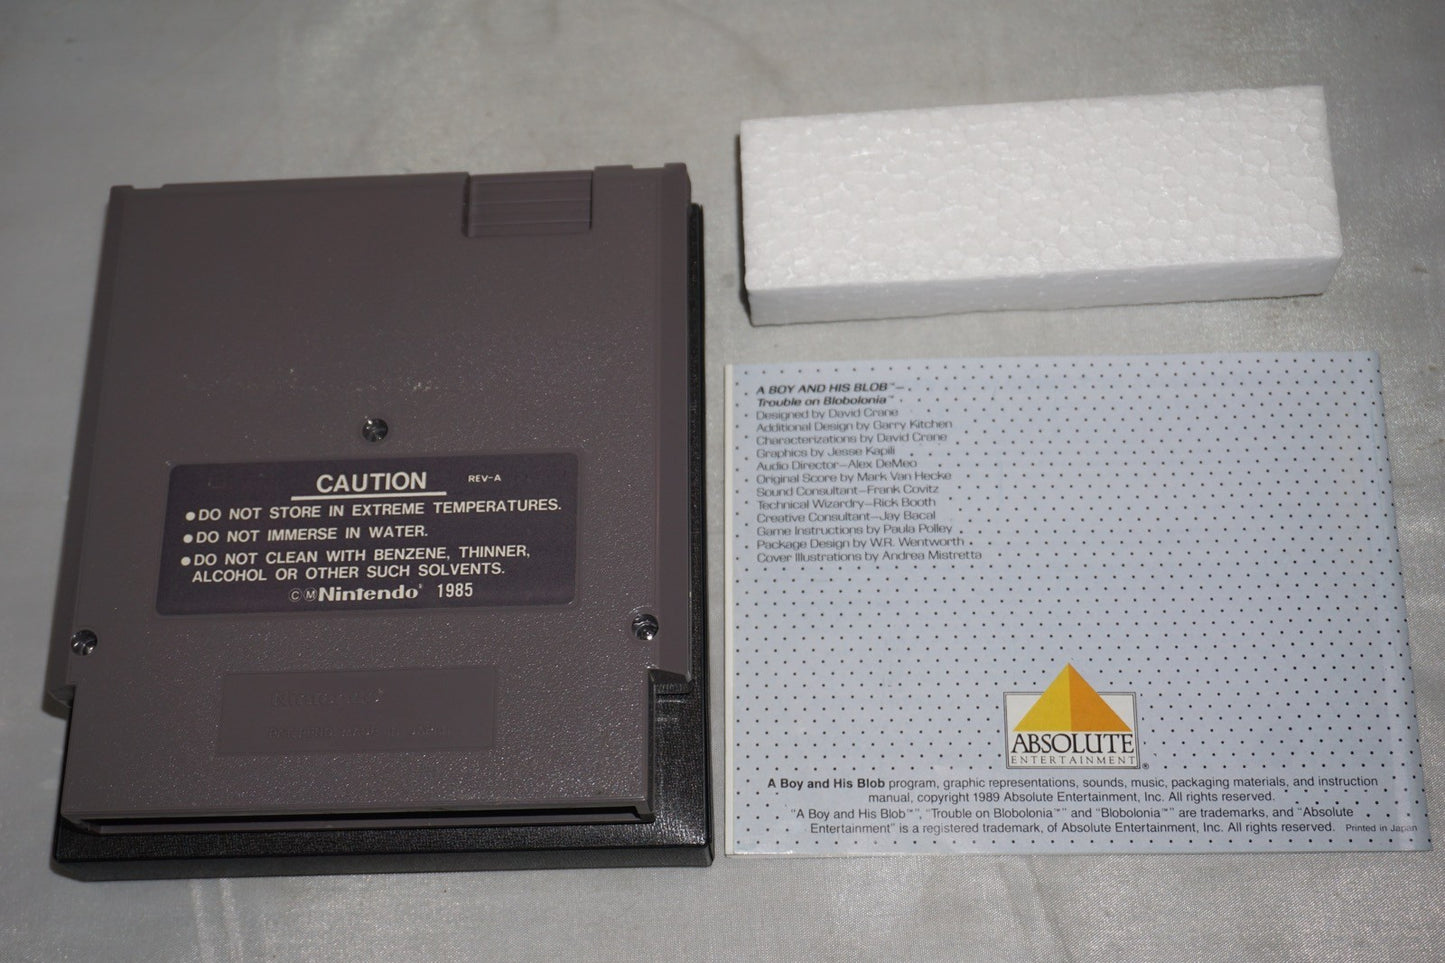 CAUTION REV-A
●DO NOT STORE IN EXTREME TEMPERATURES.
●DO NOT IMMERSE IN WATER.
●DO NOT CLEAN WITH BENZENE, THINNER,
ALCOHOL OR OTHER SUCH SOLVENTS.
ⒸⓂNintendo® 1985
Nintendo®
A BOY AND HIS BLOB™—
Trouble on Blobolonia™
Designed by David Crane
Additional Design by Garry Kitchen
Characterizations by David Crane
Graphics by Jesse Kapili
Audio Director—Alex DeMeo
Original Score by Mark Van Hecke
Sound Consultant—Frank Covitz
Technical Wizardry—Rick Booth
Creative Consultant—Jay Bacal
Game Instructions by Paula Polley
Package Design by W.R. Wentworth
Cover Illustrations by Andrea Mistretta
ABSOLUTE
ENTERTAINMENT®
A Boy and His Blob program, graphic representations, sounds, music, packaging materials, and instruction
manual, copyright 1989 Absolute Entertainment, Inc. All rights reserved.
“A Boy and His Blob™”, “Trouble on Blobolonia™” and “Blobolonia™” are trademarks, and “Absolute
Entertainment” is a registered trademark, of Absolute Entertainment, Inc. All rights reserved. Printed in Japan